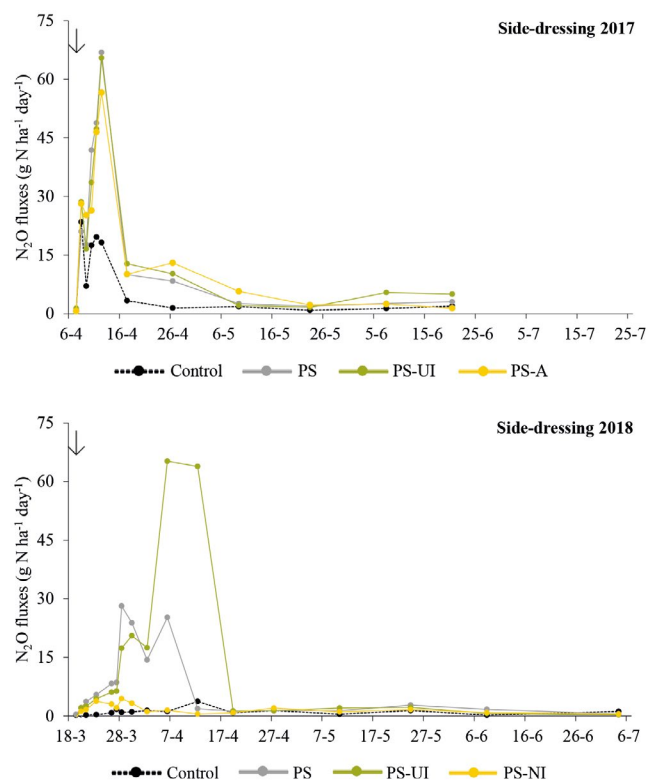 Side-dressing 2017
N₂O fluxes (g N ha⁻¹ day⁻¹)
75
60
45
30
15
0
6-4 16-4 26-4 6-5 16-5 26-5 5-6 15-6 25-6 5-7 15-7 25-7
Control PS PS-UI PS-A
Side-dressing 2018
N₂O fluxes (g N ha⁻¹ day⁻¹)
75
60
45
30
15
0
18-3 28-3 7-4 17-4 27-4 7-5 17-5 27-5 6-6 16-6 26-6 6-7
Control PS PS-UI PS-NI